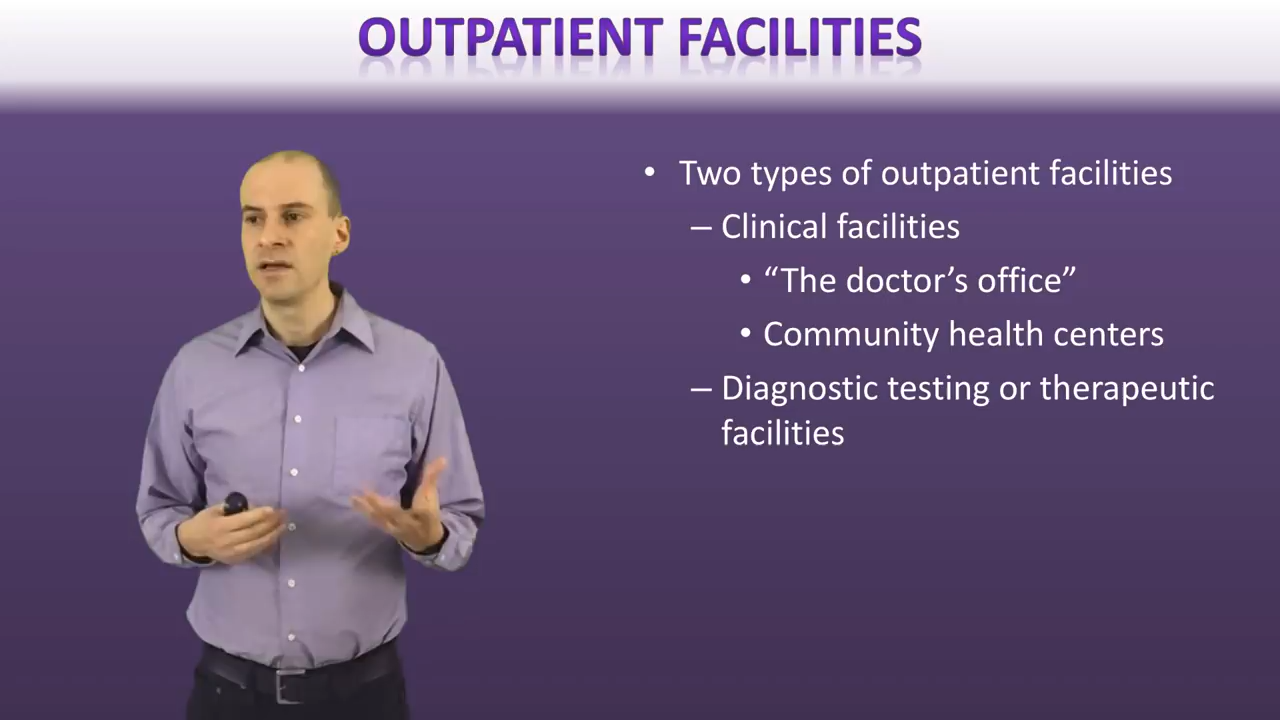 OUTPATIENT FACILITIES
• Two types of outpatient facilities
– Clinical facilities
• “The doctor’s office”
• Community health centers
– Diagnostic testing or therapeutic
facilities